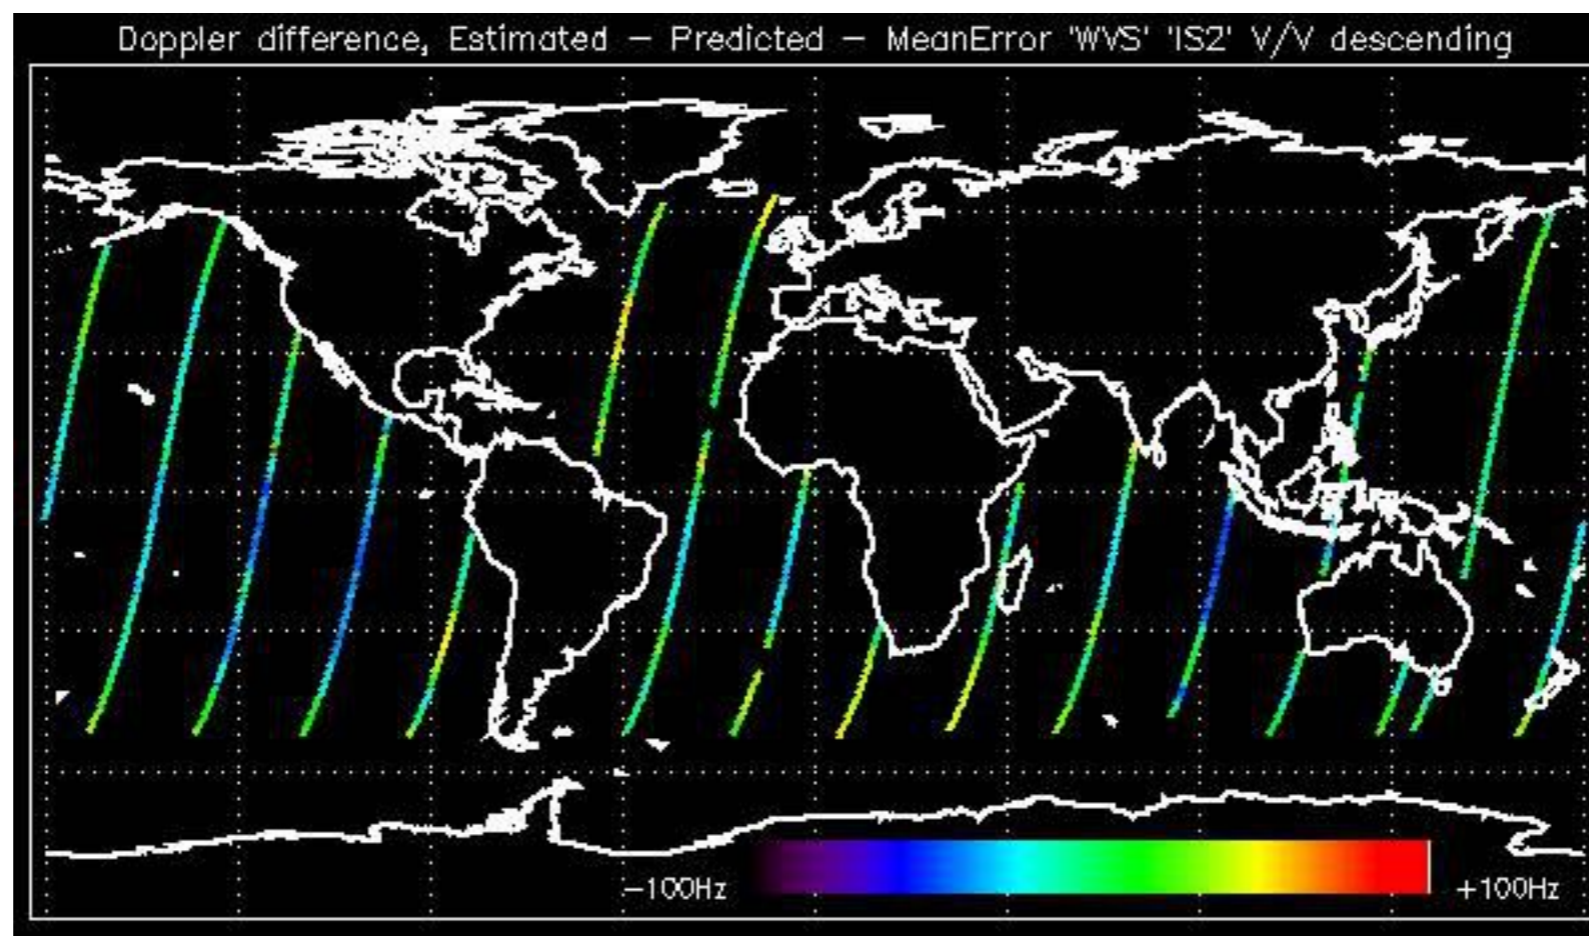 Doppler difference, Estimated – Predicted – MeanError 'WVS' 'IS2' V/V descending
-100Hz +100Hz